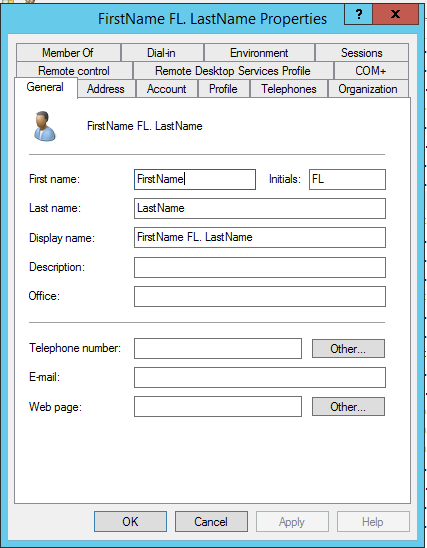 FirstName FL. LastName Properties
? x
Member Of Dial-in Environment Sessions
Remote control Remote Desktop Services Profile COM+
General Address Account Profile Telephones Organization
FirstName FL. LastName
First name: FirstName Initials: FL
Last name: LastName
Display name: FirstName FL. LastName
Description:
Office:
Telephone number: Other...
E-mail:
Web page: Other...
OK Cancel Apply Help